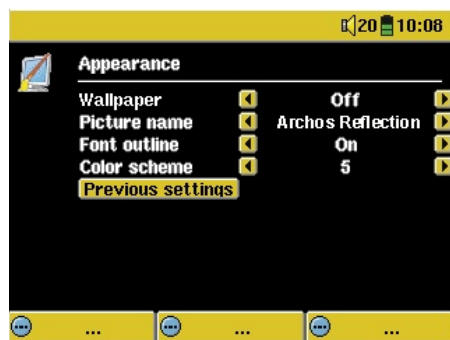 20 10:08
Appearance
Wallpaper Off
Picture name Archos Reflection
Font outline On
Color scheme 5
Previous settings
... ... ...